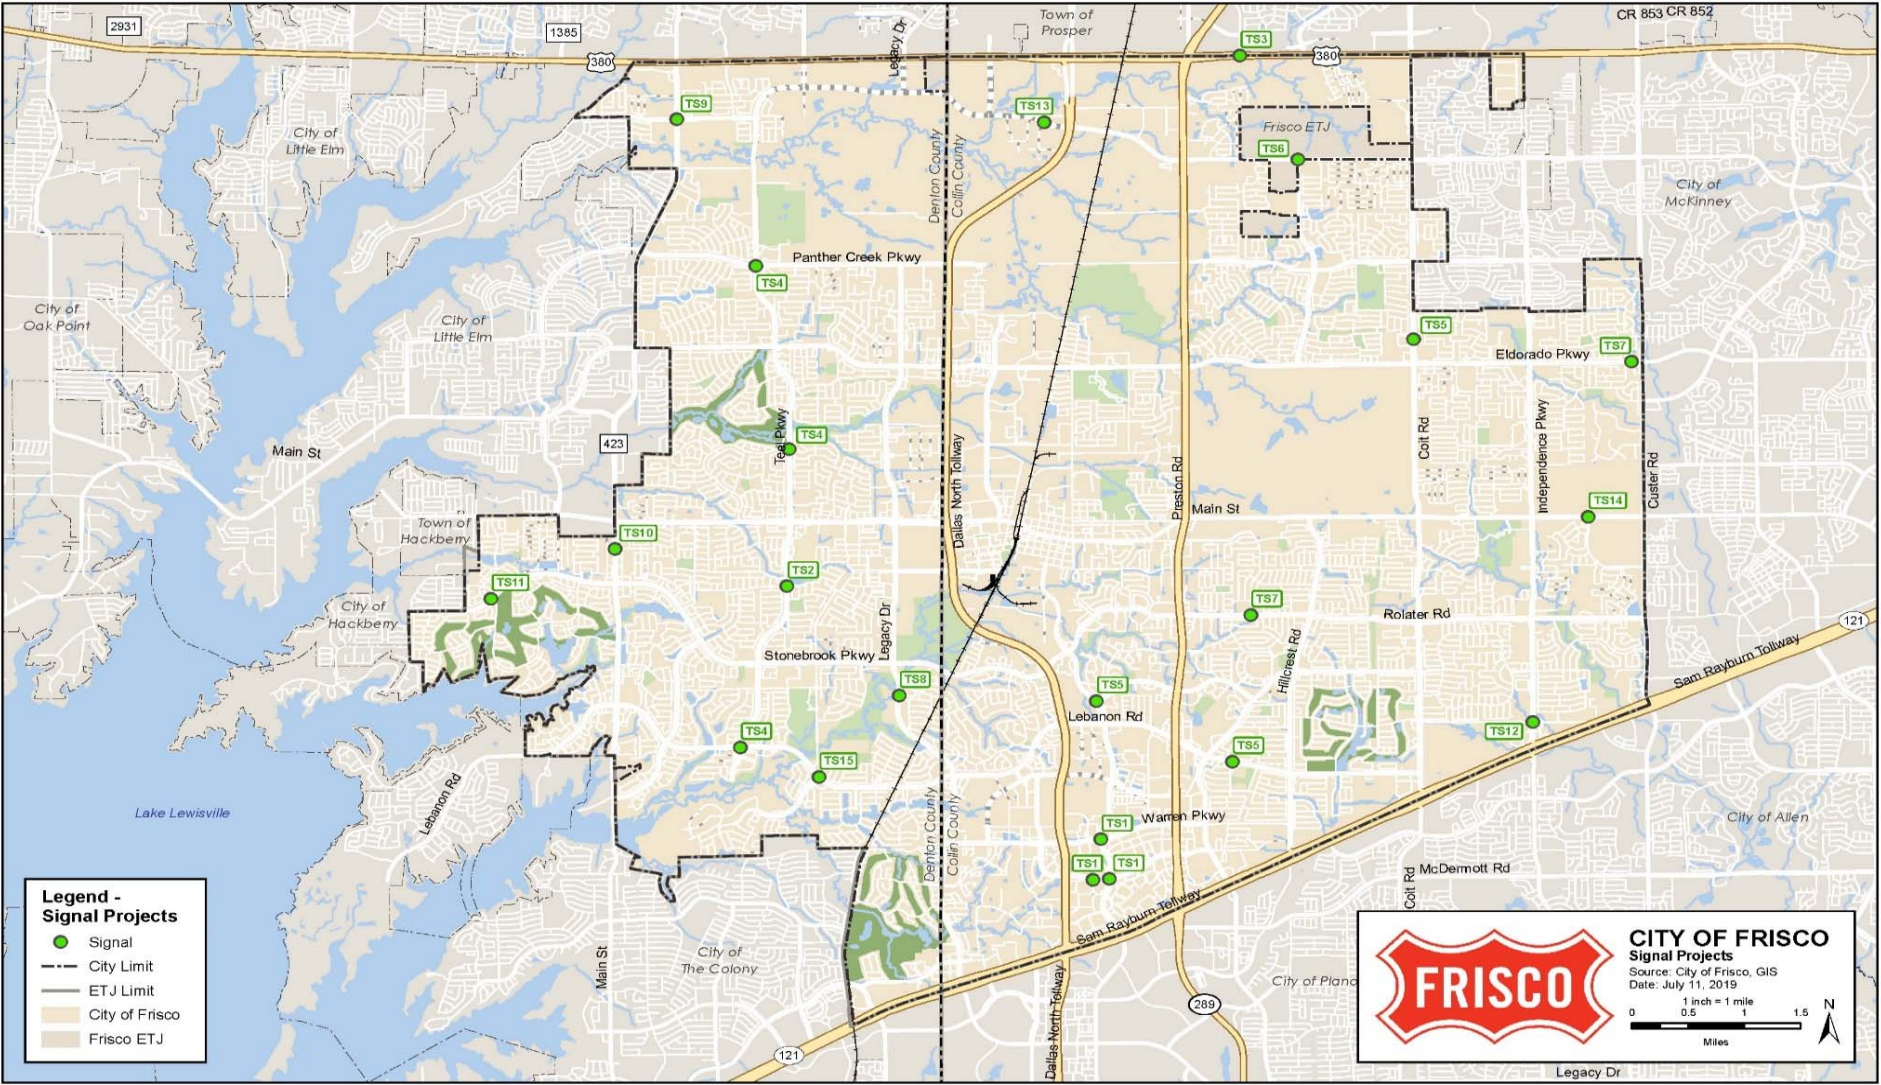 2931
1385
Legacy Dr
Town of
Prosper
CR 853
CR 852
380
TS3
380
TS9
TS13
City of
Little Elm
Denton County
Collin County
Frisco ETJ
TS6
City of
McKinney
Panther Creek Pkwy
TS4
City of
Oak Point
City of
Little Elm
TS5
Eldorado Pkwy
TS7
423
Main St
Teel Pkwy
TS4
Dallas North Tollway
Preston Rd
Coit Rd
Independence Pkwy
Custer Rd
Main St
TS14
Town of
Hackberry
TS10
TS11
TS2
City of
Hackberry
Legacy Dr
TS7
Rolater Rd
121
Stonebrook Pkwy
Hillcrest Rd
Sam Rayburn Tollway
TS8
TS5
Lebanon Rd
TS4
TS15
TS5
TS12
Lake Lewisville
Lebanon Rd
Denton County
Collin County
TS1
Warren Pkwy
City of Allen
TS1
TS1
McDermott Rd
Coit Rd
Sam Rayburn Tollway
Main St
City of
The Colony
City of Plano
289
Dallas North Tollway
121
Legacy Dr
Legend -
Signal Projects
Signal
City Limit
ETJ Limit
City of Frisco
Frisco ETJ
FRISCO
CITY OF FRISCO
Signal Projects
Source: City of Frisco, GIS
Date: July 11, 2019
1 inch = 1 mile
0 0.5 1 1.5
Miles
N